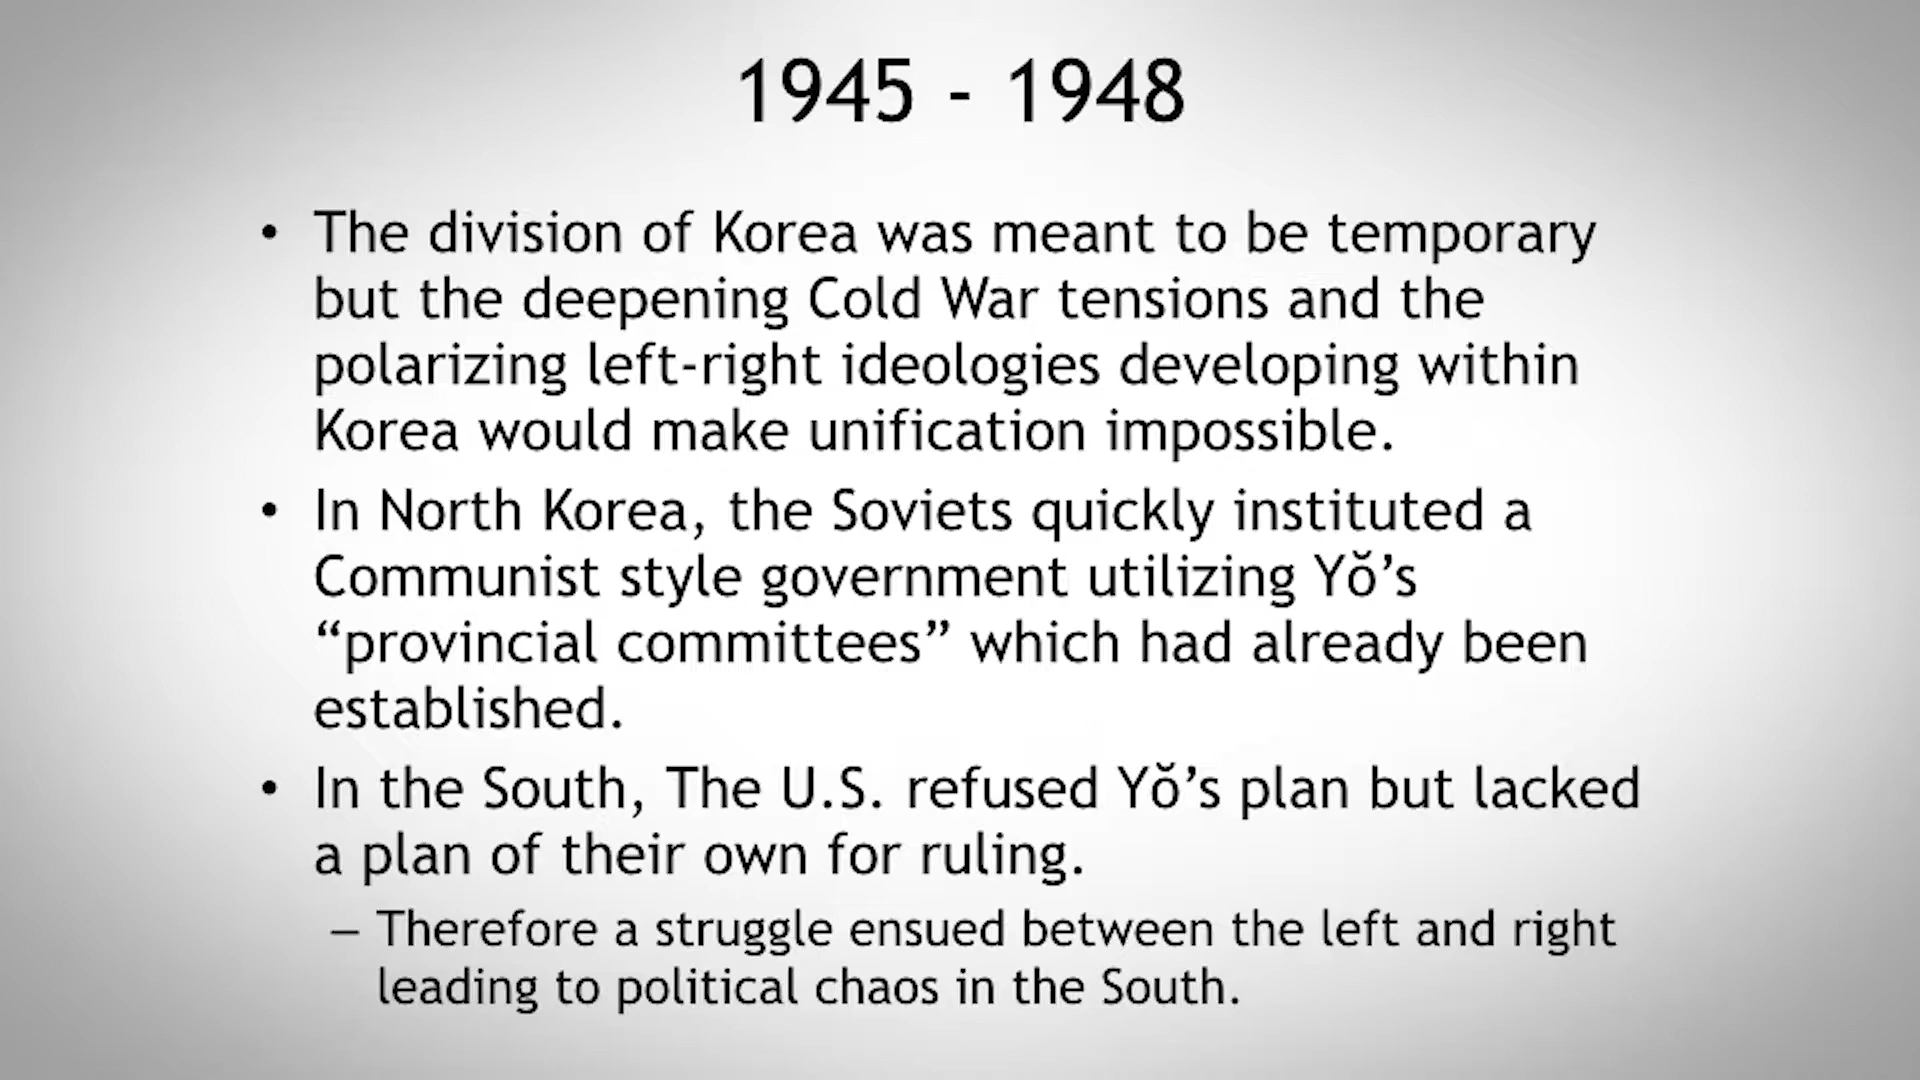 1945 - 1948
• The division of Korea was meant to be temporary
but the deepening Cold War tensions and the
polarizing left-right ideologies developing within
Korea would make unification impossible.
• In North Korea, the Soviets quickly instituted a
Communist style government utilizing Yŏ’s
“provincial committees” which had already been
established.
• In the South, The U.S. refused Yŏ’s plan but lacked
a plan of their own for ruling.
– Therefore a struggle ensued between the left and right
leading to political chaos in the South.